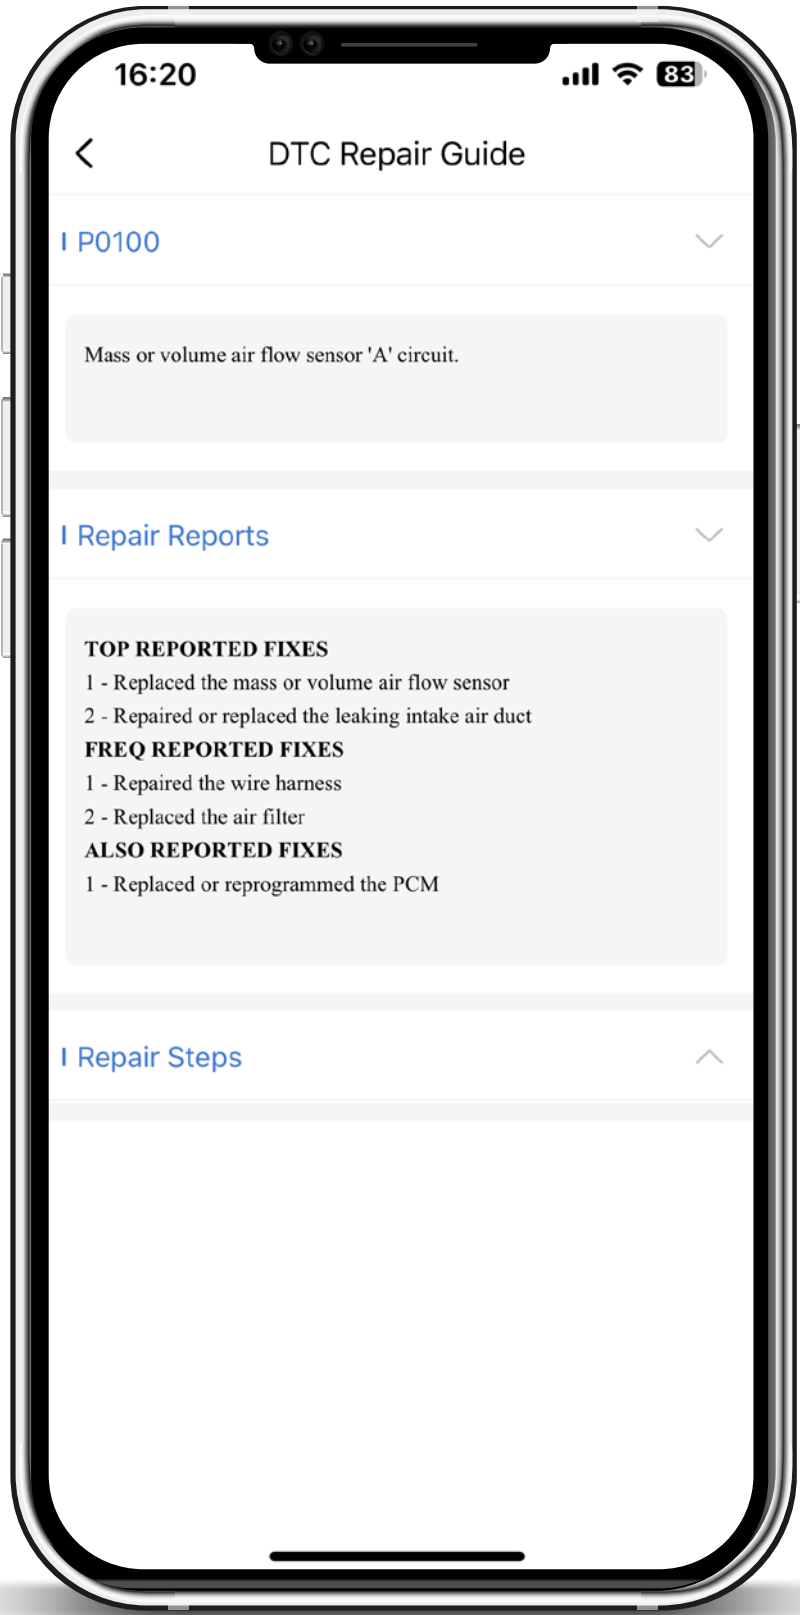 16:20
83
DTC Repair Guide
P0100
Mass or volume air flow sensor 'A' circuit.
Repair Reports
TOP REPORTED FIXES
1 - Replaced the mass or volume air flow sensor
2 - Repaired or replaced the leaking intake air duct
FREQ REPORTED FIXES
1 - Repaired the wire harness
2 - Replaced the air filter
ALSO REPORTED FIXES
1 - Replaced or reprogrammed the PCM
Repair Steps